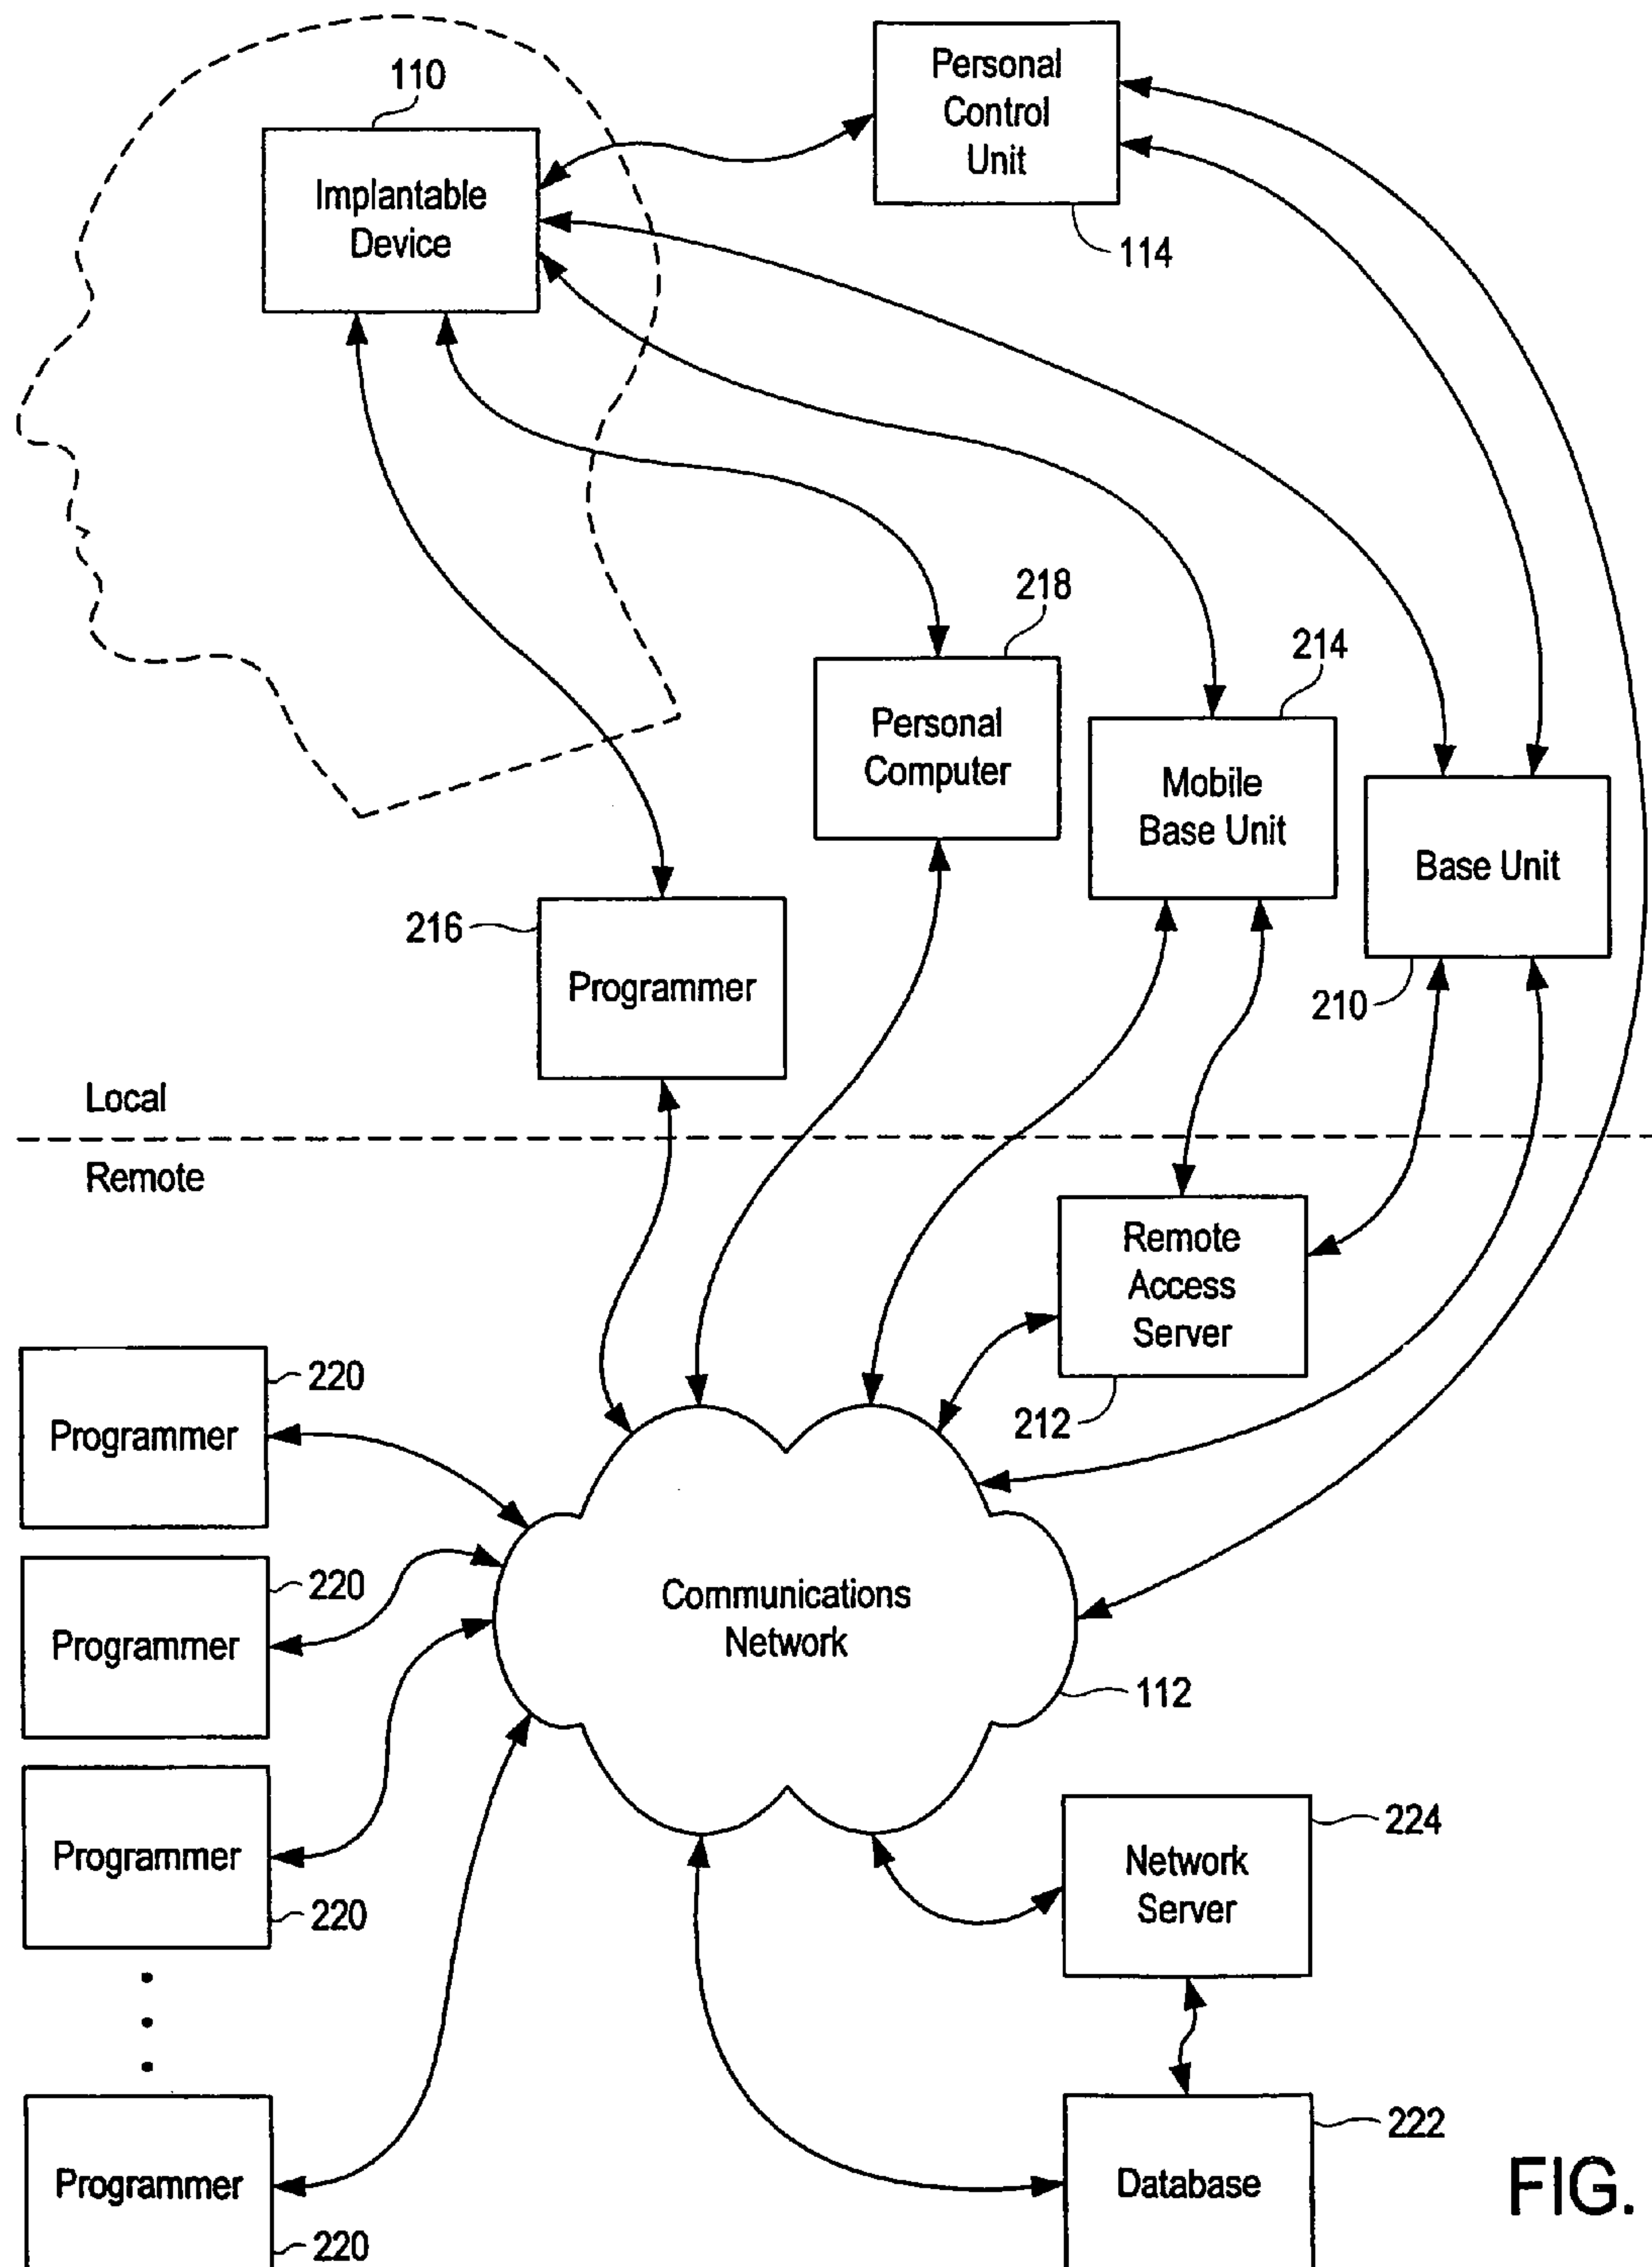 110
Personal
Control
Unit
Implantable
Device
114
218
214
Personal
Computer
Mobile
Base Unit
Base Unit
216
Programmer
210
Local
Remote
Remote
Access
Server
220
Programmer
212
220
Programmer
Communications
Network
112
Programmer
220
224
Network
Server
222
Programmer
Database
220
FIG.